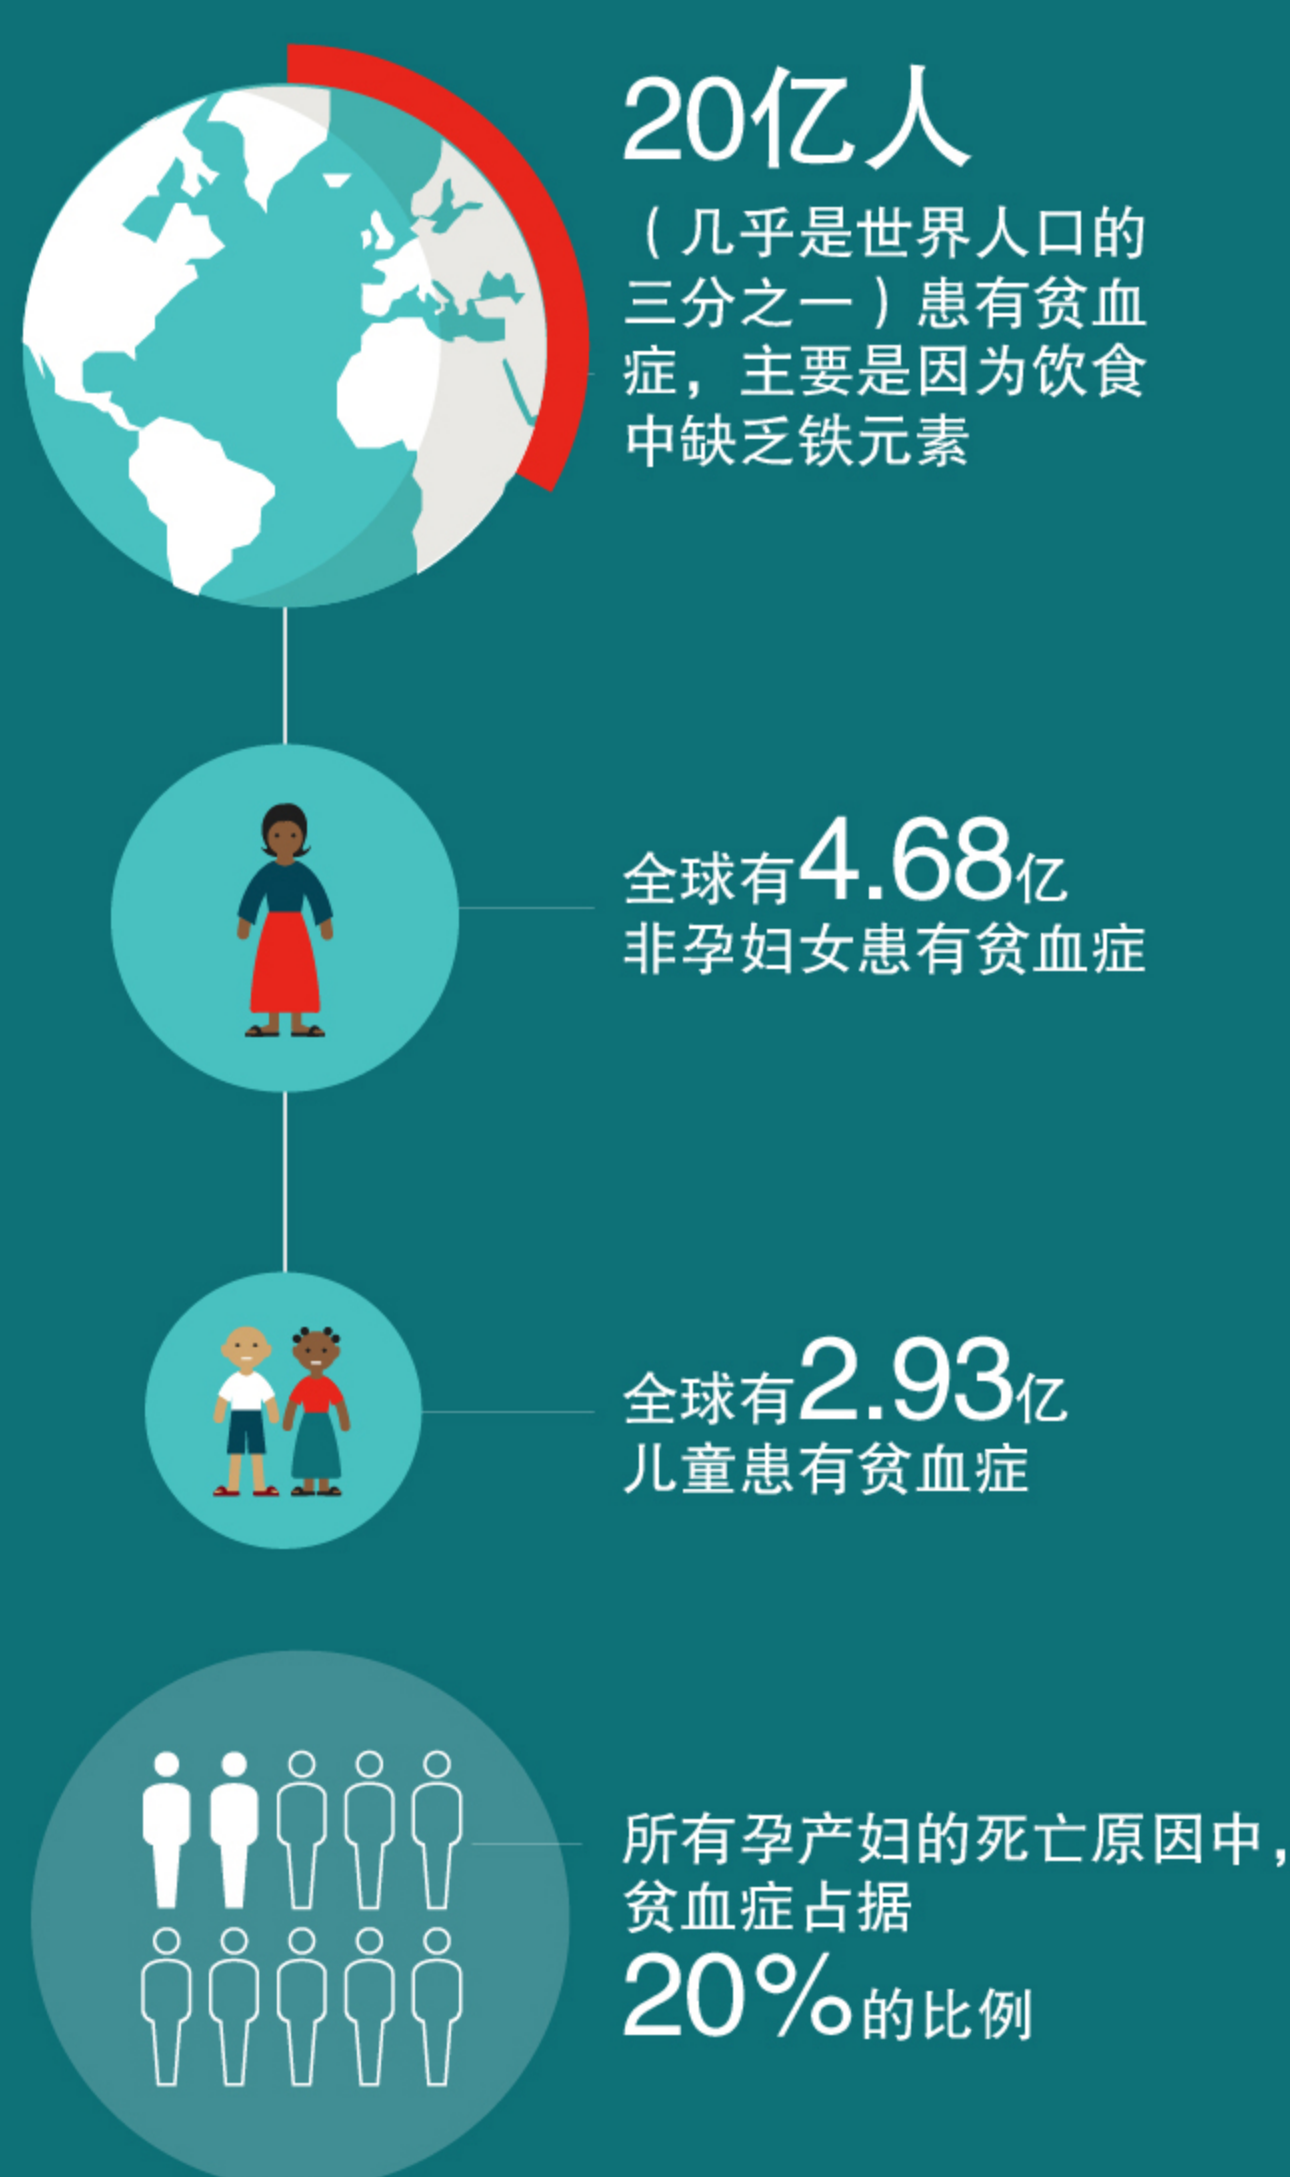 20亿人
（几乎是世界人口的
三分之一）患有贫血
症，主要是因为饮食
中缺乏铁元素
全球有4.68亿
非孕妇女患有贫血症
全球有2.93亿
儿童患有贫血症
所有孕产妇的死亡原因中，
贫血症占据
20%的比例